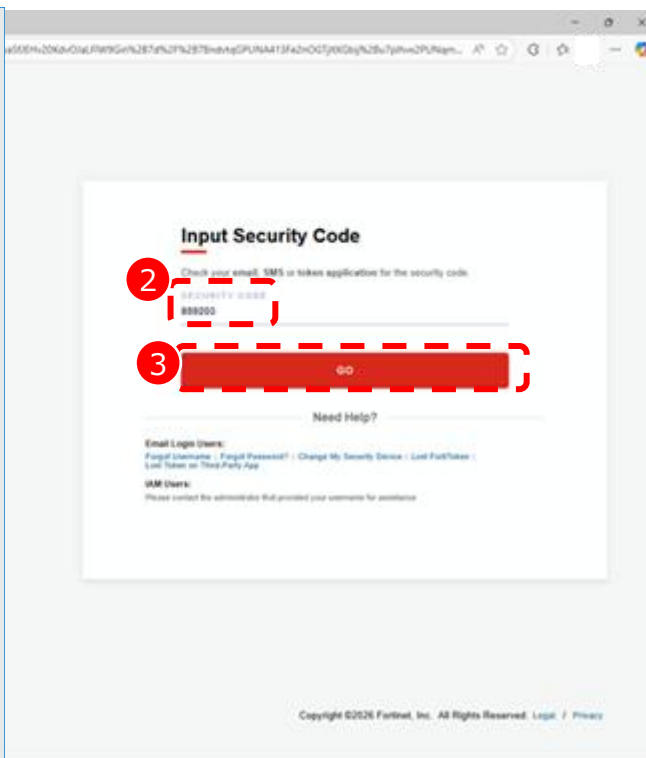 Input Security Code
Check your email, SMS or token application for the security code.
2
SECURITY CODE
3
GO
Need Help?
Email Login Users:
Forgot Username | Forgot Password? | Change My Security Device | Lost FortiToken |
Lost Token on Third-Party App
IAM Users:
Please contact the administrator that provided your username for assistance
Copyright ©2026 Fortinet, Inc. All Rights Reserved. Legal / Privacy